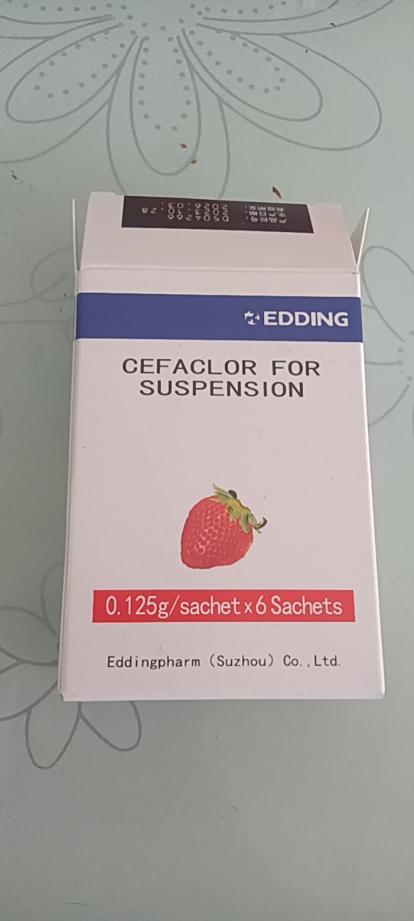 EDDING
CEFACLOR FOR
SUSPENSION
0.125g/sachet×6 Sachets
Eddingpharm (Suzhou) Co.,Ltd.